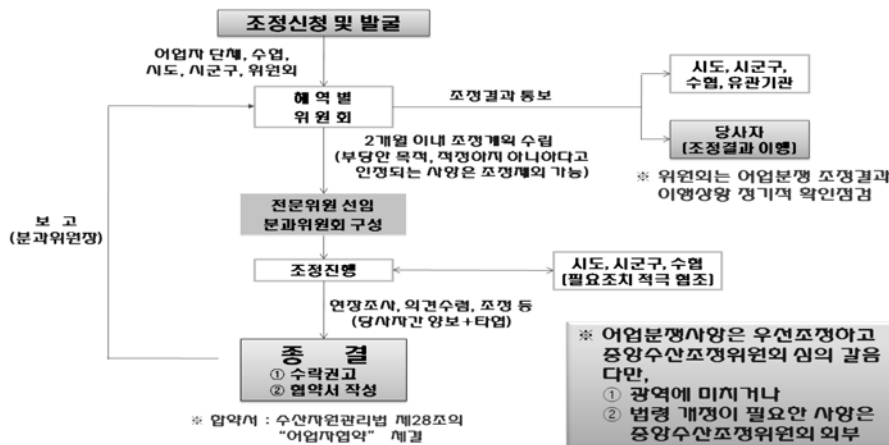 조정신청 및 발굴
어업자 단체, 수협,
시도, 시군구, 위원회
해 역 별
위 원 회
조정결과 통보
시도, 시군구,
수협, 유관기관
당사자
(조정결과 이행)
※ 위원회는 어업분쟁 조정결과
이행상황 정기적 확인점검
2개월 이내 조정계획 수립
(부당한 목적, 적정하지 아니하다고
인정되는 사항은 조정제외 가능)
전문위원 선임
분과위원회 구성
보 고
(분과위원장)
조정진행
시도, 시군구, 수협
(필요조치 적극 협조)
현장조사, 의견수렴, 조정 등
(당사자간 양보+타협)
종 결
① 수락권고
② 협약서 작성
※ 협약서 : 수산자원관리법 제28조의
"어업자협약" 체결
※ 어업분쟁사항은 우선조정하고
중앙수산조정위원회 심의 갈음
다만,
① 광역에 미치거나
② 법령 개정이 필요한 사항은
중앙수산조정위원회 회부